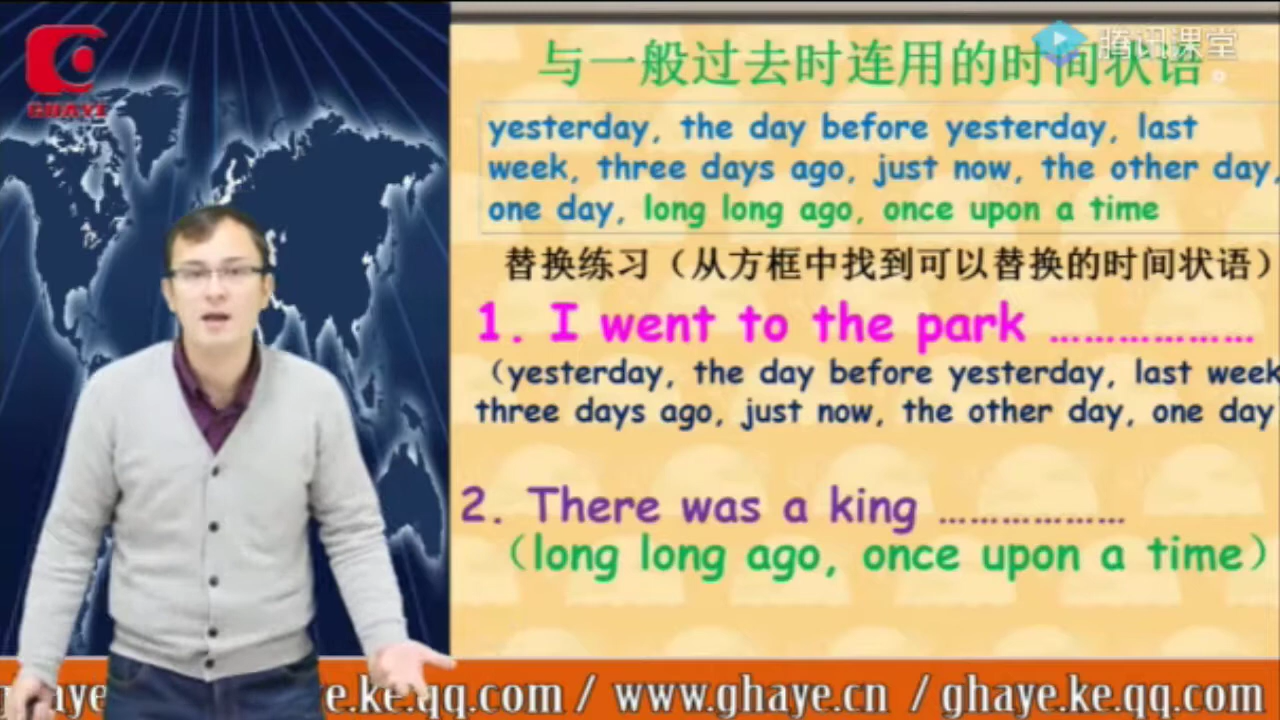 GHAYE
腾讯课堂
与一般过去时连用的时间状语
yesterday, the day before yesterday, last
week, three days ago, just now, the other day,
one day, long long ago, once upon a time
替换练习（从方框中找到可以替换的时间状语）
1. I went to the park ………………
（yesterday, the day before yesterday, last week
three days ago, just now, the other day, one day
2. There was a king ………………
（long long ago, once upon a time）
ghaye e.ke.qq.com / www.ghaye.cn / ghaye.ke.qq.com